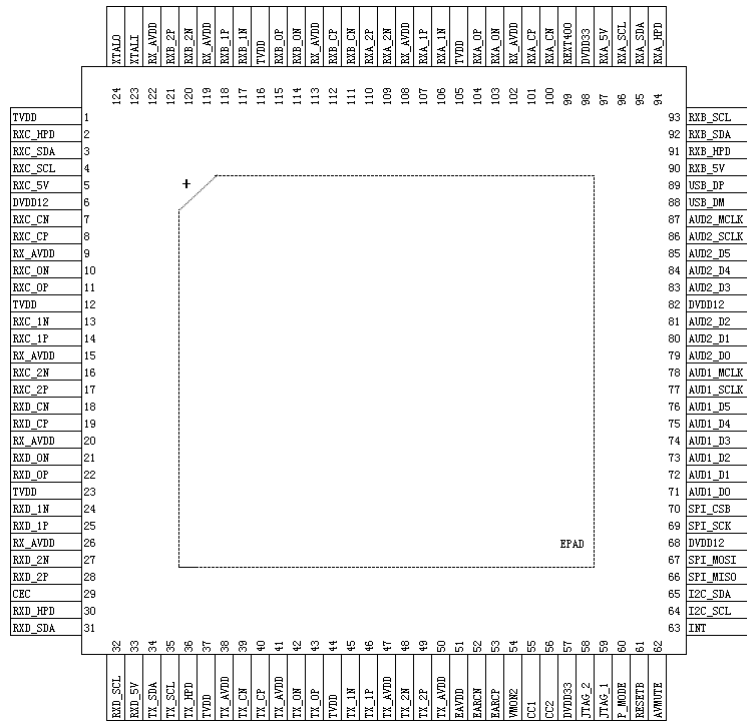 XTALO
XTALI
RX_AVDD
RXB_2P
RXB_2N
RX_AVDD
RXB_1P
RXB_1N
TVDD
RXB_0P
RXB_0N
RX_AVDD
RXB_CP
RXB_CN
RXA_2P
RXA_2N
RX_AVDD
RXA_1P
RXA_1N
TVDD
RXA_0P
RXA_0N
RX_AVDD
RXA_CP
RXA_CN
REXT400
DVDD33
RXA_5V
RXA_SCL
RXA_SDA
RXA_HPD
124 123 122 121 120 119 118 117 116 115 114 113 112 111 110 109 108 107 106 105 104 103 102 101 100 99 98 97 96 95 94
TVDD 1
RXC_HPD 2
RXC_SDA 3
RXC_SCL 4
RXC_5V 5
DVDD12 6
RXC_CN 7
RXC_CP 8
RX_AVDD 9
RXC_0N 10
RXC_0P 11
TVDD 12
RXC_1N 13
RXC_1P 14
RX_AVDD 15
RXC_2N 16
RXC_2P 17
RXD_CN 18
RXD_CP 19
RX_AVDD 20
RXD_0N 21
RXD_0P 22
TVDD 23
RXD_1N 24
RXD_1P 25
RX_AVDD 26
RXD_2N 27
RXD_2P 28
CEC 29
RXD_HPD 30
RXD_SDA 31
+
EPAD
93 RXB_SCL
92 RXB_SDA
91 RXB_HPD
90 RXB_5V
89 USB_DP
88 USB_DM
87 AUD2_MCLK
86 AUD2_SCLK
85 AUD2_D5
84 AUD2_D4
83 AUD2_D3
82 DVDD12
81 AUD2_D2
80 AUD2_D1
79 AUD2_D0
78 AUD1_MCLK
77 AUD1_SCLK
76 AUD1_D5
75 AUD1_D4
74 AUD1_D3
73 AUD1_D2
72 AUD1_D1
71 AUD1_D0
70 SPI_CSB
69 SPI_SCK
68 DVDD12
67 SPI_MOSI
66 SPI_MISO
65 I2C_SDA
64 I2C_SCL
63 INT
32 33 34 35 36 37 38 39 40 41 42 43 44 45 46 47 48 49 50 51 52 53 54 55 56 57 58 59 60 61 62
RXD_SCL
RXD_5V
TX_SDA
TX_SCL
TX_HPD
TVDD
TX_AVDD
TX_CN
TX_CP
TX_AVDD
TX_0N
TX_0P
TVDD
TX_1N
TX_1P
TX_AVDD
TX_2N
TX_2P
TX_AVDD
EAVDD
EARCN
EARCP
VMON2
CC1
CC2
DVDD33
JTAG_2
JTAG_1
P_MODE
RESETB
AVMUTE